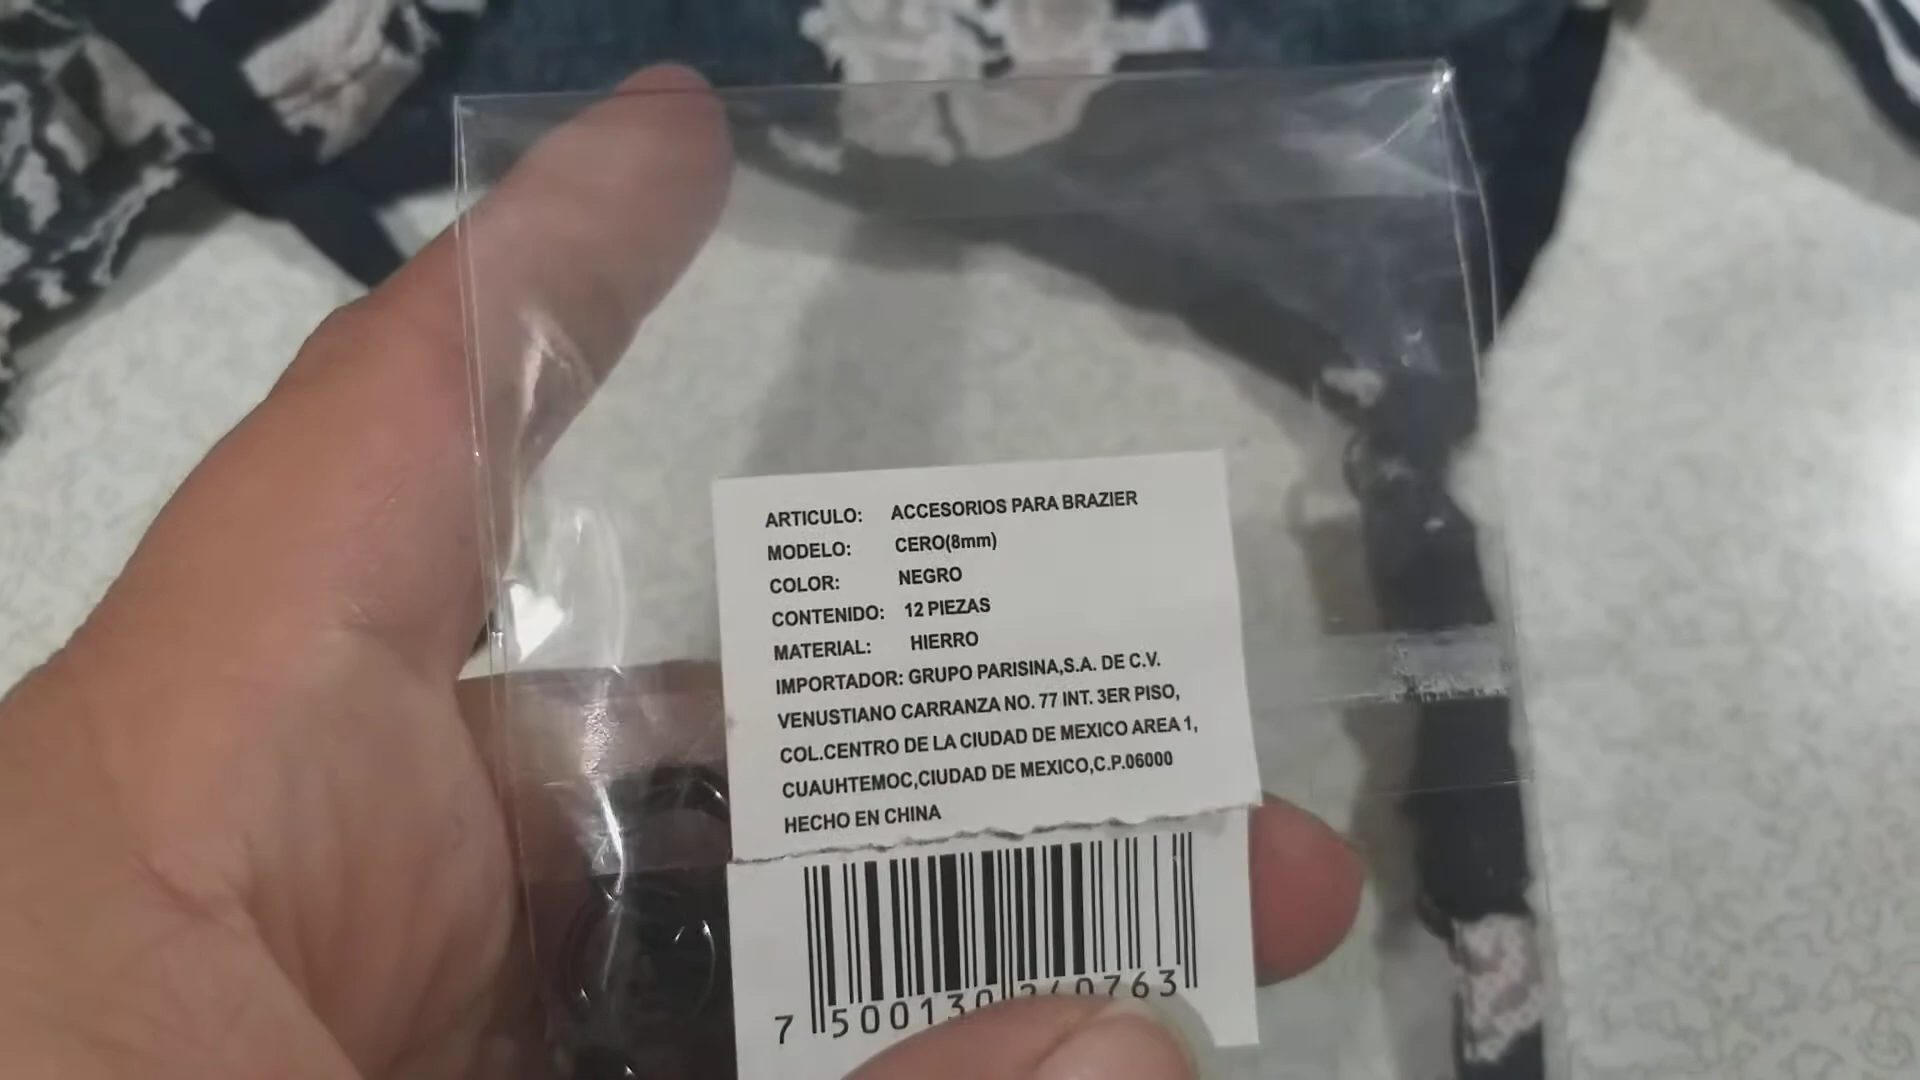 ARTICULO: ACCESORIOS PARA BRAZIER
MODELO: CERO(8mm)
COLOR: NEGRO
CONTENIDO: 12 PIEZAS
MATERIAL: HIERRO
IMPORTADOR: GRUPO PARISINA,S.A. DE C.V.
VENUSTIANO CARRANZA NO. 77 INT. 3ER PISO,
COL.CENTRO DE LA CIUDAD DE MEXICO AREA 1,
CUAUHTEMOC,CIUDAD DE MEXICO,C.P.06000
HECHO EN CHINA
7 500130